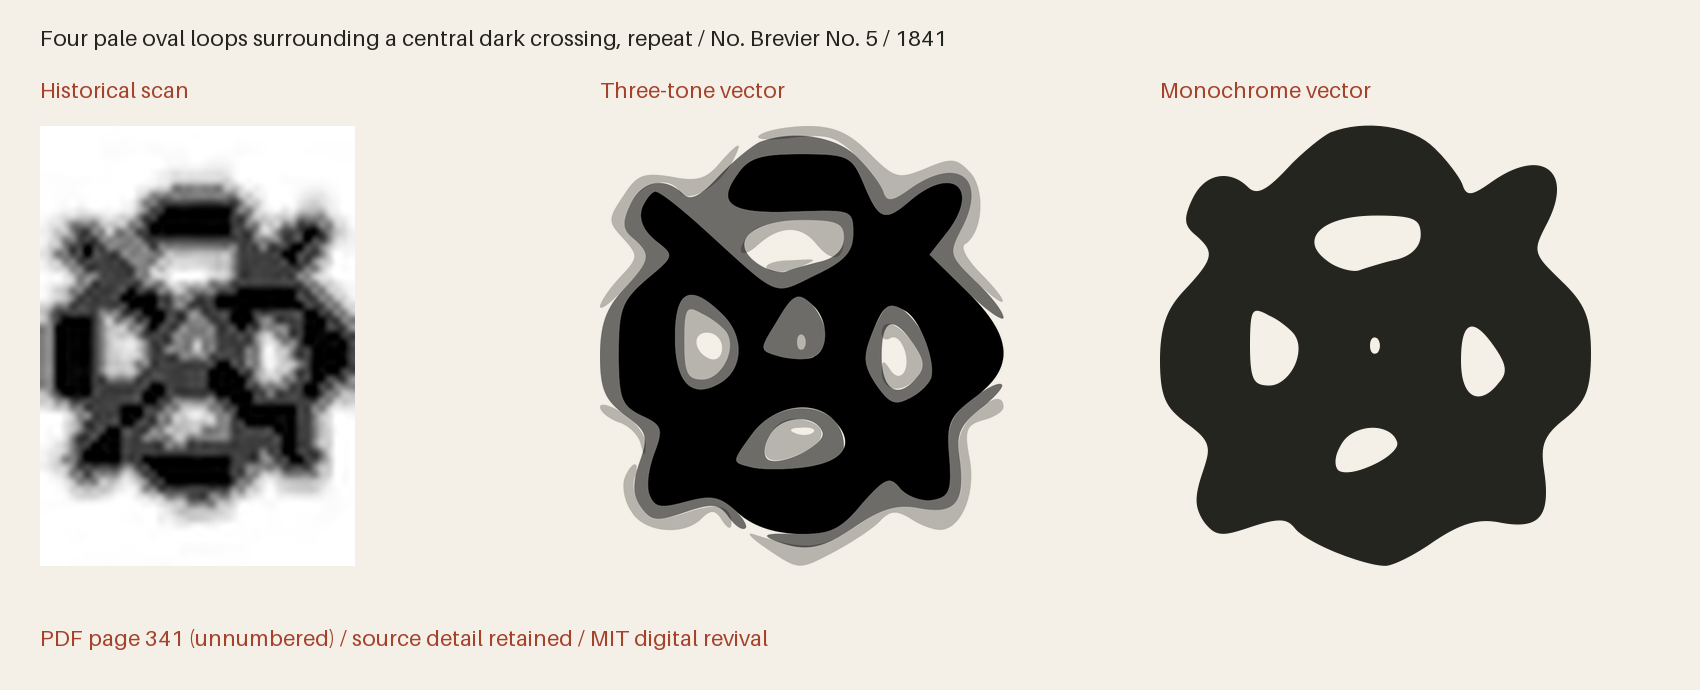 Four pale oval loops surrounding a central dark crossing, repeat / No. Brevier No. 5 / 1841
Historical scan
Three-tone vector
Monochrome vector
PDF page 341 (unnumbered) / source detail retained / MIT digital revival